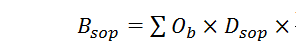 B_sop = ∑ O_b × D_sop ×